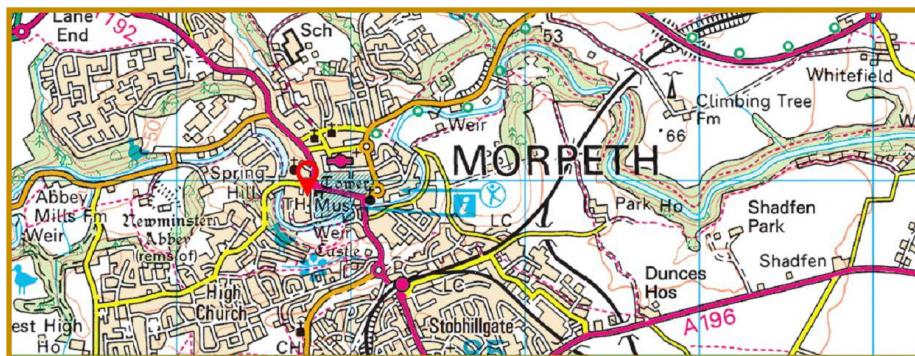 Lane
End
192
Sch
53
Whitefield
Climbing Tree
Fm
66
50
Weir
MORPETH
Spring
Hill
Tower
TH
Mus
Abbey
Mills Fm
Weir
Newminster
Abbey
(rems of)
Weir
Castle
LC
Park Ho
Shadfen
Park
Shadfen
Dunces
Hos
High
Church
LC
est High
Ho
CH
Stobhillgate
A 196